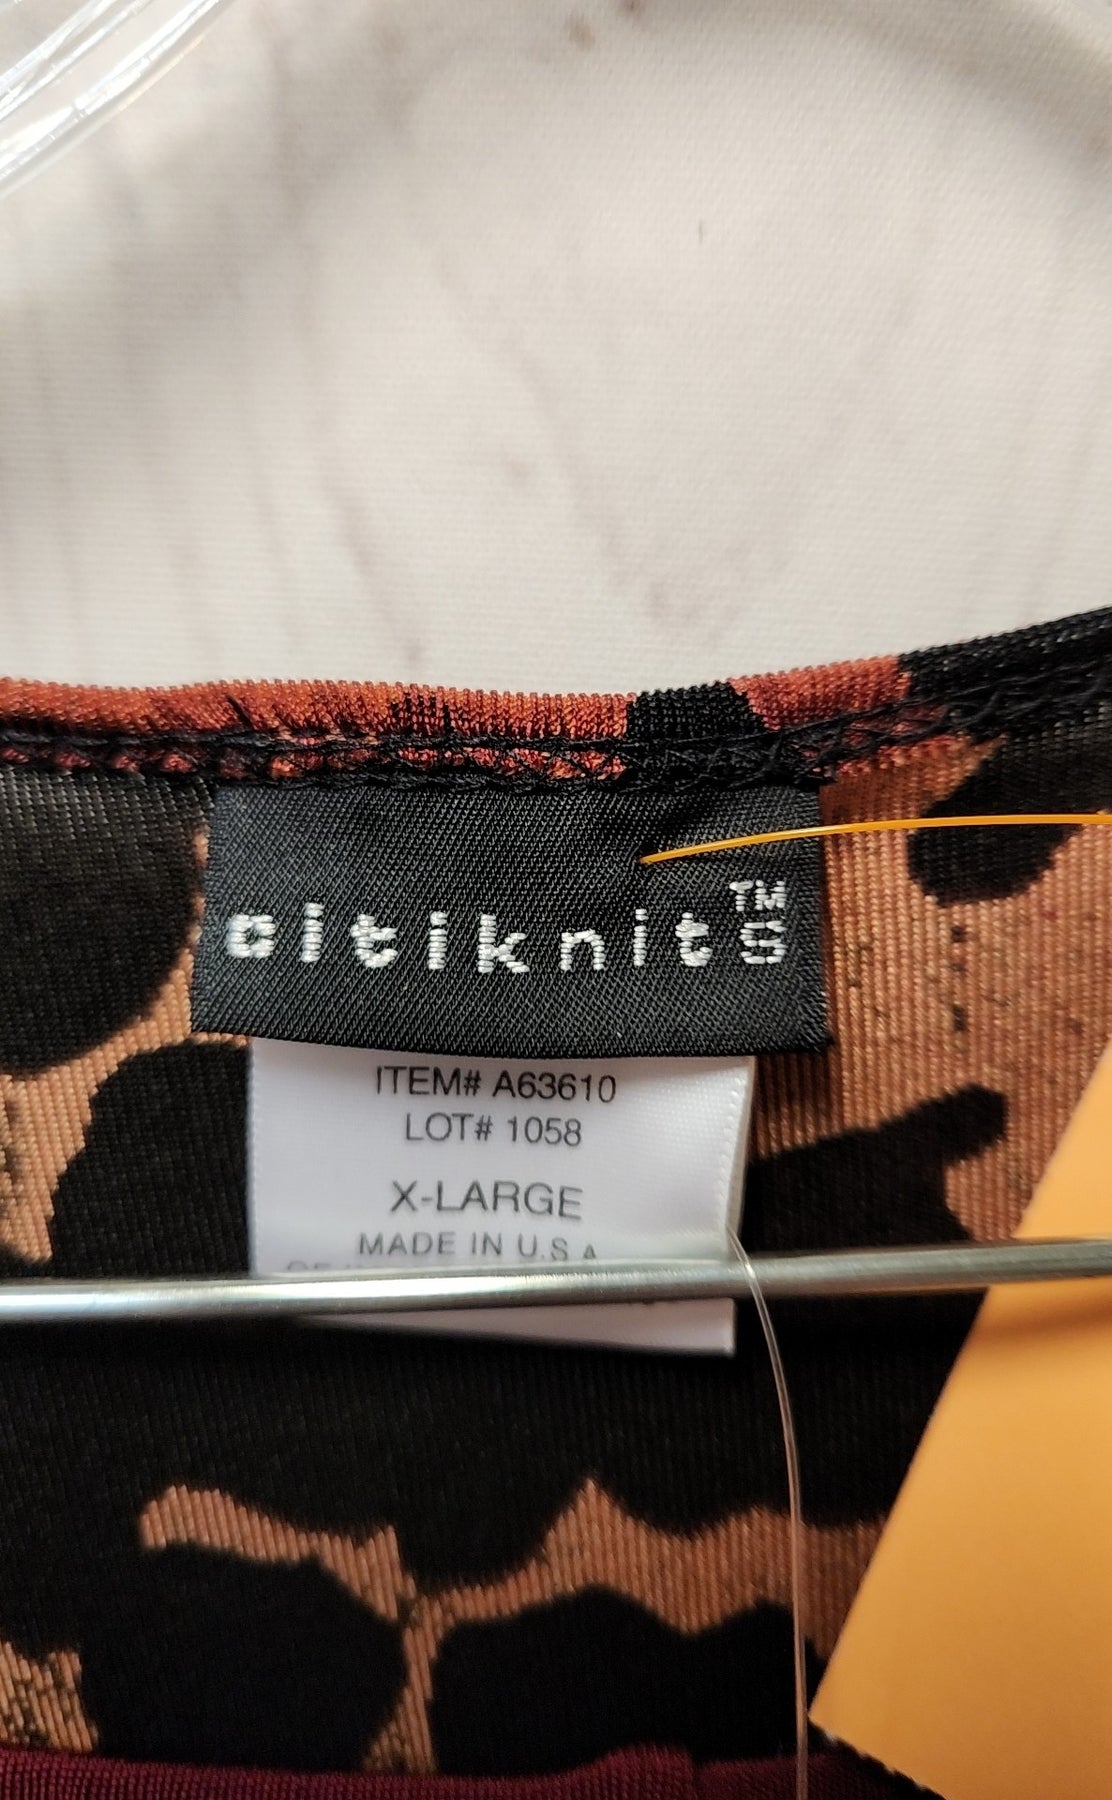 citiknits™
ITEM# A63610
LOT# 1058
X-LARGE
MADE IN U.S.A